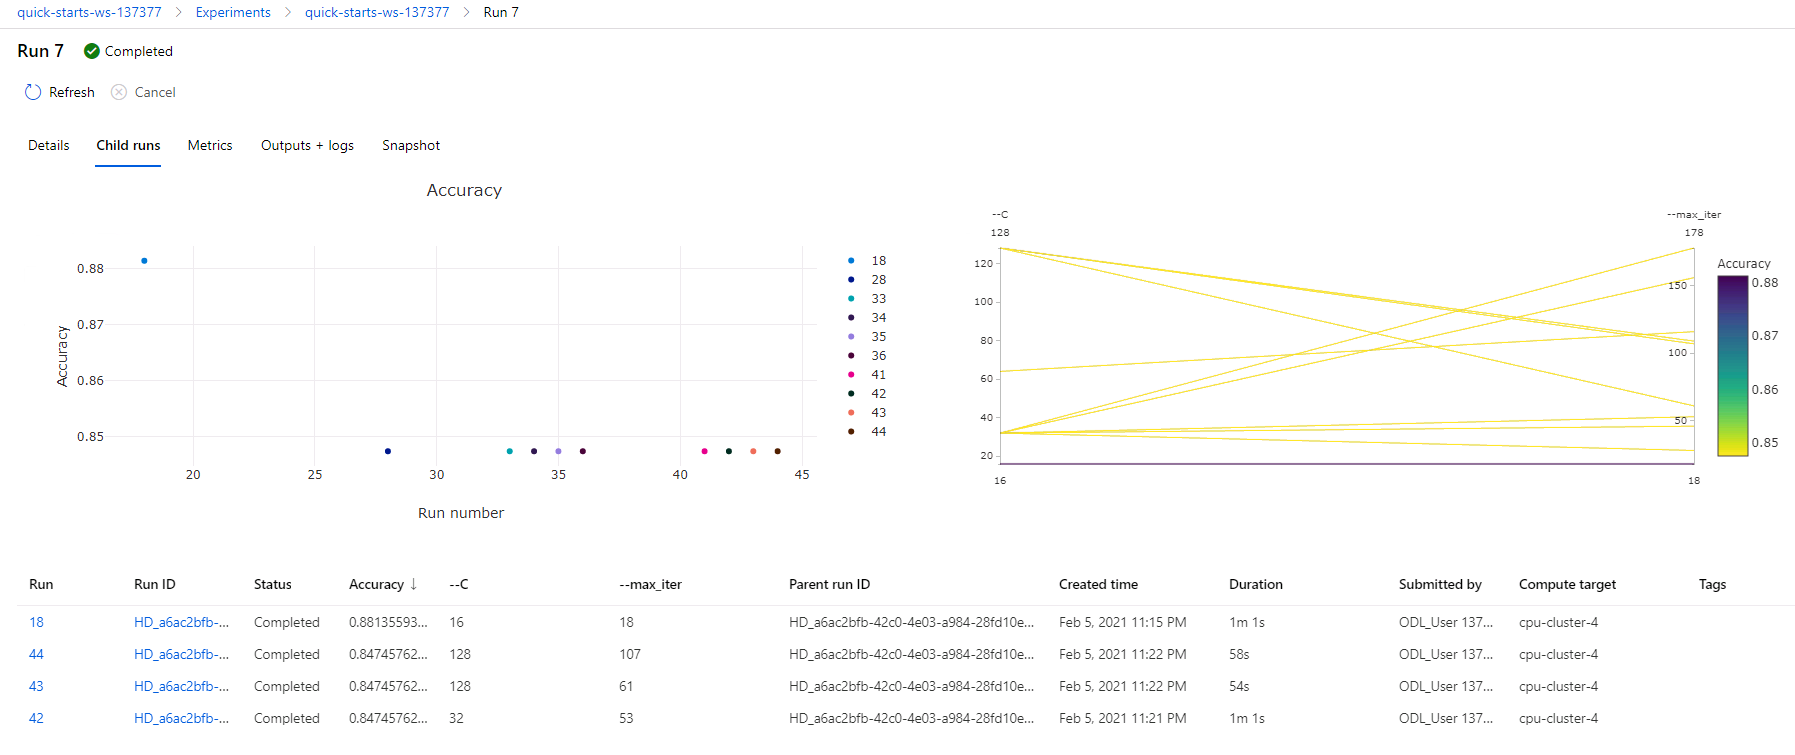 quick-starts-ws-137377 > Experiments > quick-starts-ws-137377 > Run 7
Run 7 Completed
Refresh Cancel
Details Child runs Metrics Outputs + logs Snapshot
Accuracy
Accuracy
0.88
0.87
0.86
0.85
20 25 30 35 40 45
Run number
18
28
33
34
35
36
41
42
43
44
--C
128
120
100
80
60
40
20
16
--max_iter
178
150
100
50
18
Accuracy
0.88
0.87
0.86
0.85
Run Run ID Status Accuracy ↓ --C --max_iter Parent run ID Created time Duration Submitted by Compute target Tags
18 HD_a6ac2bfb-... Completed 0.88135593... 16 18 HD_a6ac2bfb-42c0-4e03-a984-28fd10e... Feb 5, 2021 11:15 PM 1m 1s ODL_User 137... cpu-cluster-4
44 HD_a6ac2bfb-... Completed 0.84745762... 128 107 HD_a6ac2bfb-42c0-4e03-a984-28fd10e... Feb 5, 2021 11:22 PM 58s ODL_User 137... cpu-cluster-4
43 HD_a6ac2bfb-... Completed 0.84745762... 128 61 HD_a6ac2bfb-42c0-4e03-a984-28fd10e... Feb 5, 2021 11:22 PM 54s ODL_User 137... cpu-cluster-4
42 HD_a6ac2bfb-... Completed 0.84745762... 32 53 HD_a6ac2bfb-42c0-4e03-a984-28fd10e... Feb 5, 2021 11:21 PM 1m 1s ODL_User 137... cpu-cluster-4